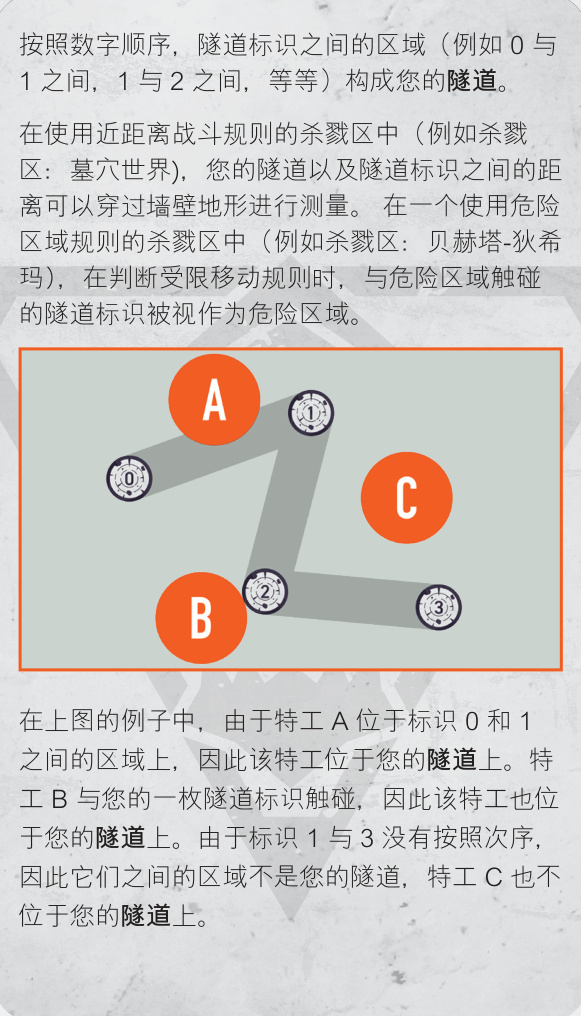 按照数字顺序，隧道标识之间的区域（例如 0 与
1 之间，1 与 2 之间，等等）构成您的隧道。
在使用近距离战斗规则的杀戮区中（例如杀戮
区：墓穴世界)，您的隧道以及隧道标识之间的距
离可以穿过墙壁地形进行测量。 在一个使用危险
区域规则的杀戮区中（例如杀戮区：贝赫塔-狄希
玛)，在判断受限移动规则时，与危险区域触碰
的隧道标识被视作为危险区域。
A
1
0
C
2
B
3
在上图的例子中，由于特工 A 位于标识 0 和 1
之间的区域上，因此该特工位于您的隧道上。特
工 B 与您的一枚隧道标识触碰，因此该特工也位
于您的隧道上。由于标识 1 与 3 没有按照次序，
因此它们之间的区域不是您的隧道，特工 C 也不
位于您的隧道上。